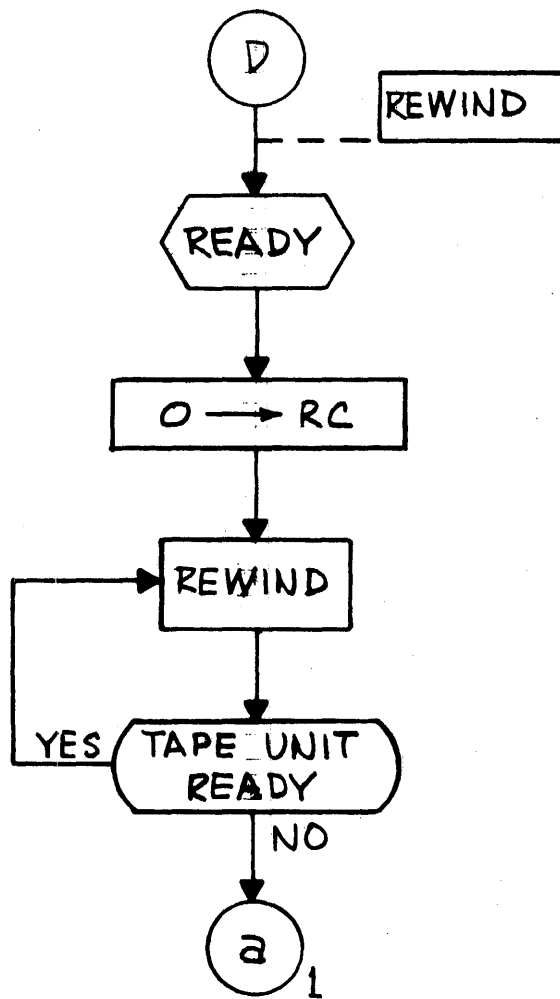 D
REWIND
READY
O → RC
REWIND
YES
TAPE UNIT
READY
NO
a
1